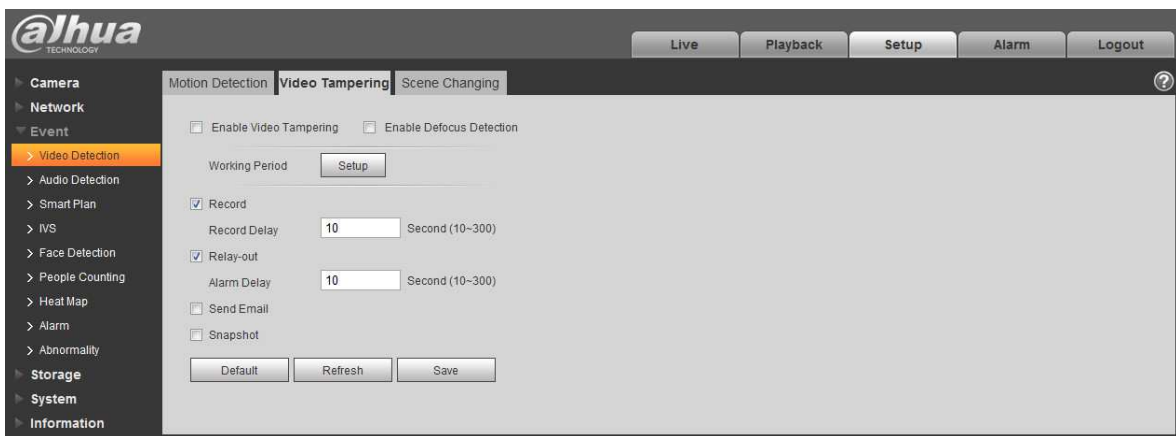 alhua
TECHNOLOGY
Live Playback Setup Alarm Logout
Camera
Network
Event
Video Detection
Audio Detection
Smart Plan
IVS
Face Detection
People Counting
Heat Map
Alarm
Abnormality
Storage
System
Information
Motion Detection Video Tampering Scene Changing
?
Enable Video Tampering Enable Defocus Detection
Working Period Setup
Record
Record Delay 10 Second (10~300)
Relay-out
Alarm Delay 10 Second (10~300)
Send Email
Snapshot
Default Refresh Save